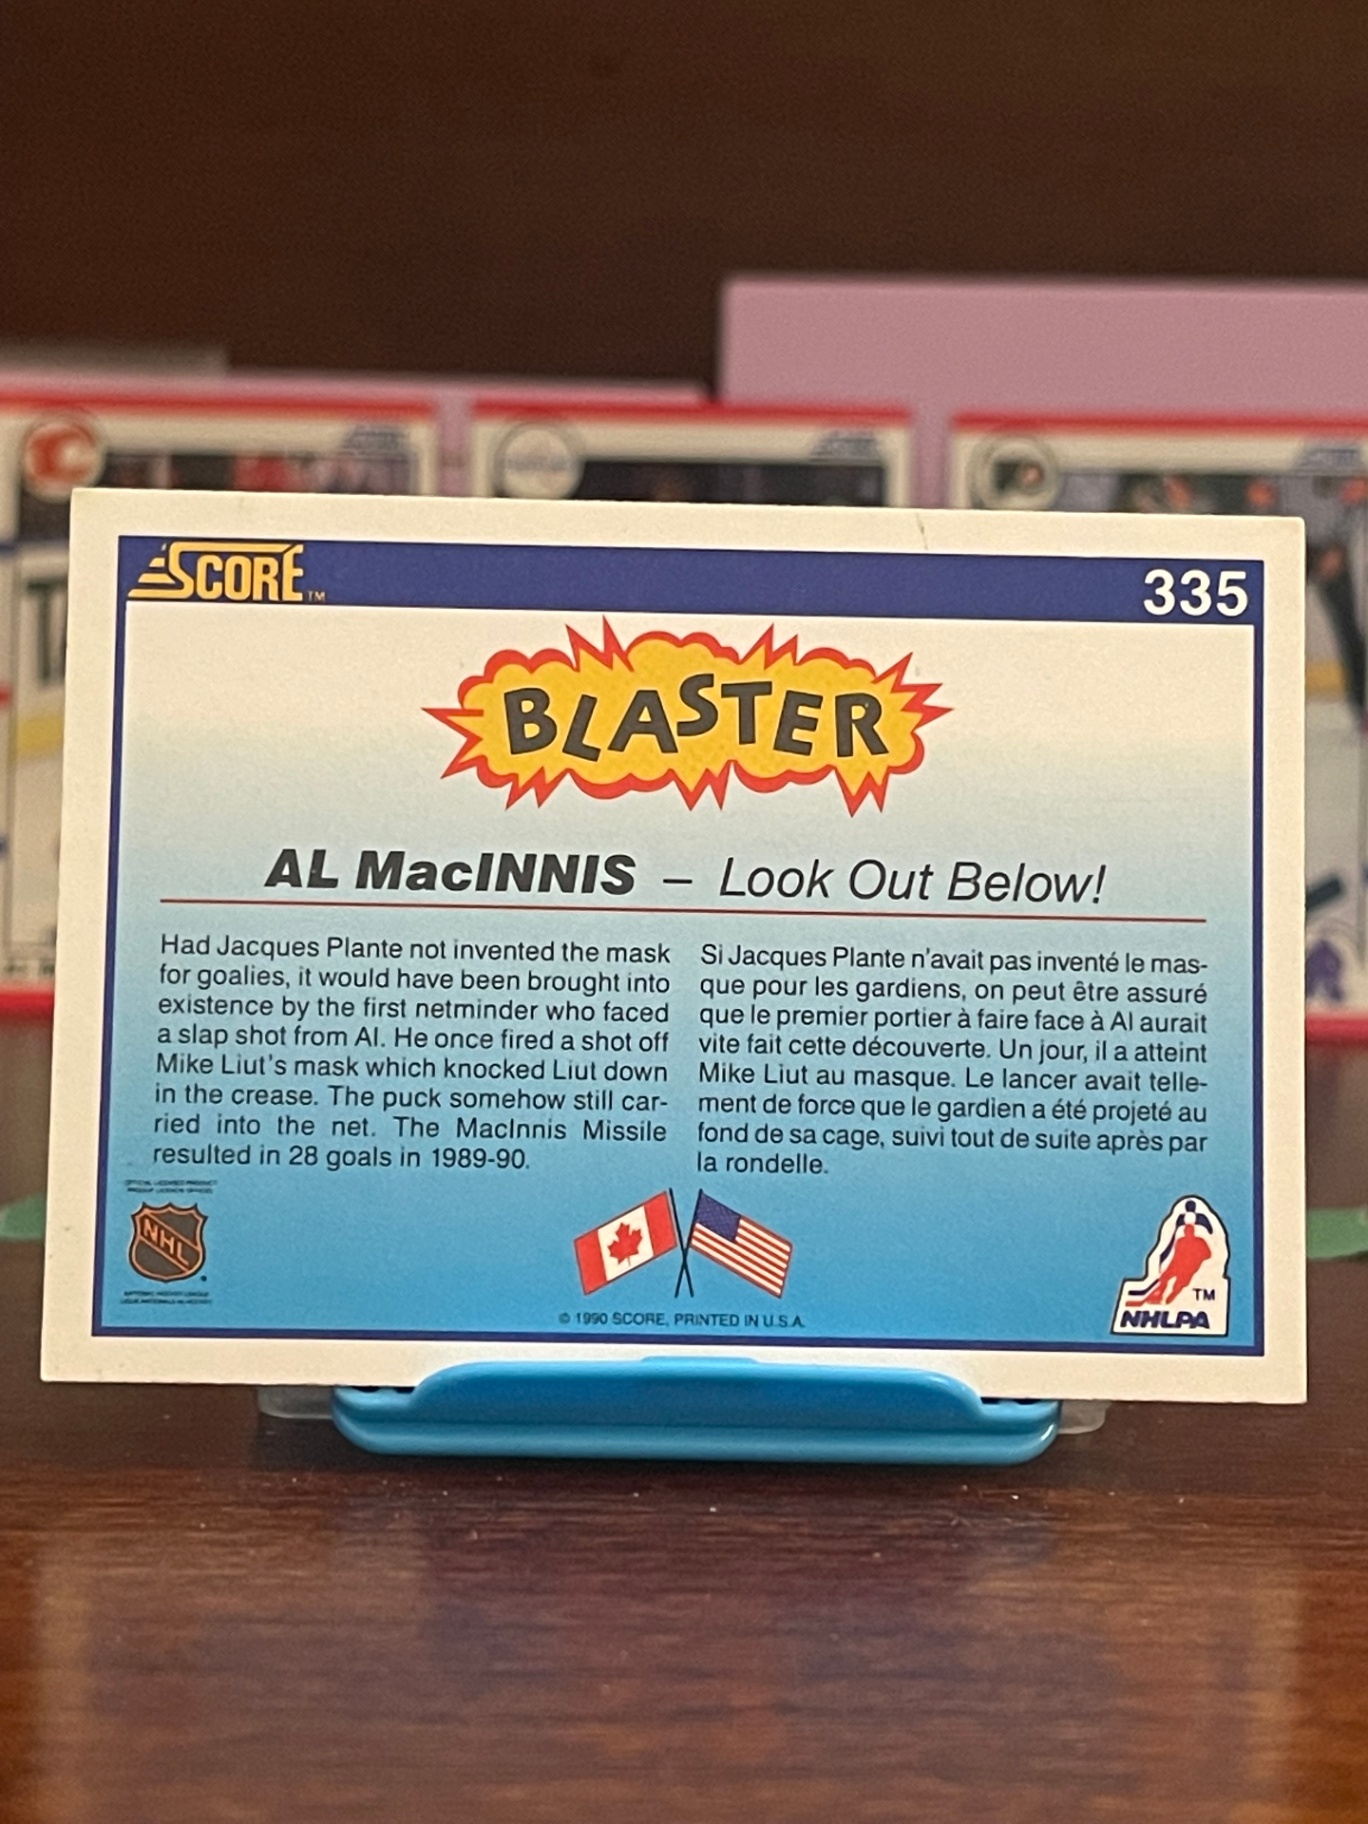 SCORE™
335
BLASTER
AL MacINNIS – Look Out Below!
Had Jacques Plante not invented the mask
for goalies, it would have been brought into
existence by the first netminder who faced
a slap shot from Al. He once fired a shot off
Mike Liut's mask which knocked Liut down
in the crease. The puck somehow still car-
ried into the net. The MacInnis Missile
resulted in 28 goals in 1989-90.
Si Jacques Plante n'avait pas inventé le mas-
que pour les gardiens, on peut être assuré
que le premier portier à faire face à Al aurait
vite fait cette découverte. Un jour, il a atteint
Mike Liut au masque. Le lancer avait telle-
ment de force que le gardien a été projeté au
fond de sa cage, suivi tout de suite après par
la rondelle.
NHL
© 1990 SCORE, PRINTED IN U.S.A.
TM
NHLPA